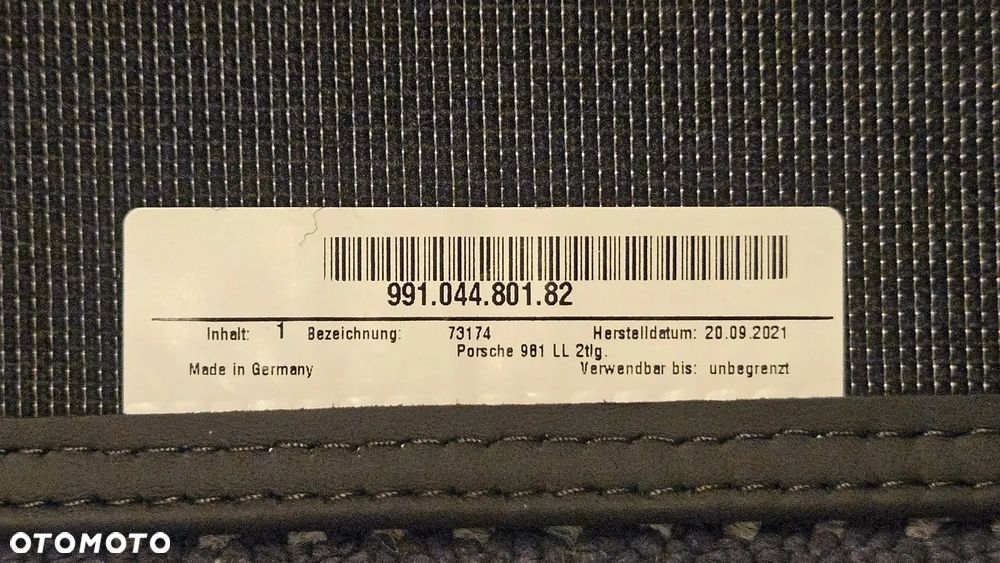 991.044.801.82
Inhalt: 1 Bezeichnung: 73174 Herstelldatum: 20.09.2021
Porsche 981 LL 2tlg.
Made in Germany Verwendbar bis: unbegrenzt
OTOMOTO